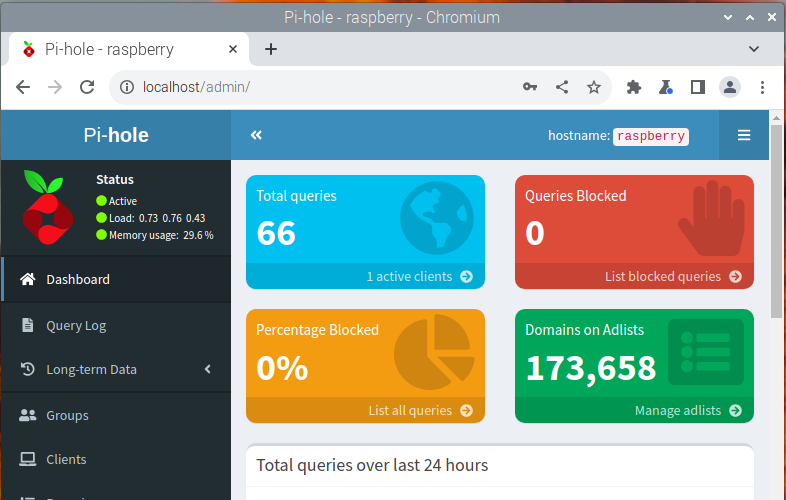 Pi-hole - raspberry - Chromium
Pi-hole - raspberry
localhost/admin/
Pi-hole
hostname: raspberry
Status
Active
Load: 0.73 0.76 0.43
Memory usage: 29.6 %
Dashboard
Query Log
Long-term Data
Groups
Clients
Total queries
66
1 active clients
Queries Blocked
0
List blocked queries
Percentage Blocked
0%
List all queries
Domains on Adlists
173,658
Manage adlists
Total queries over last 24 hours